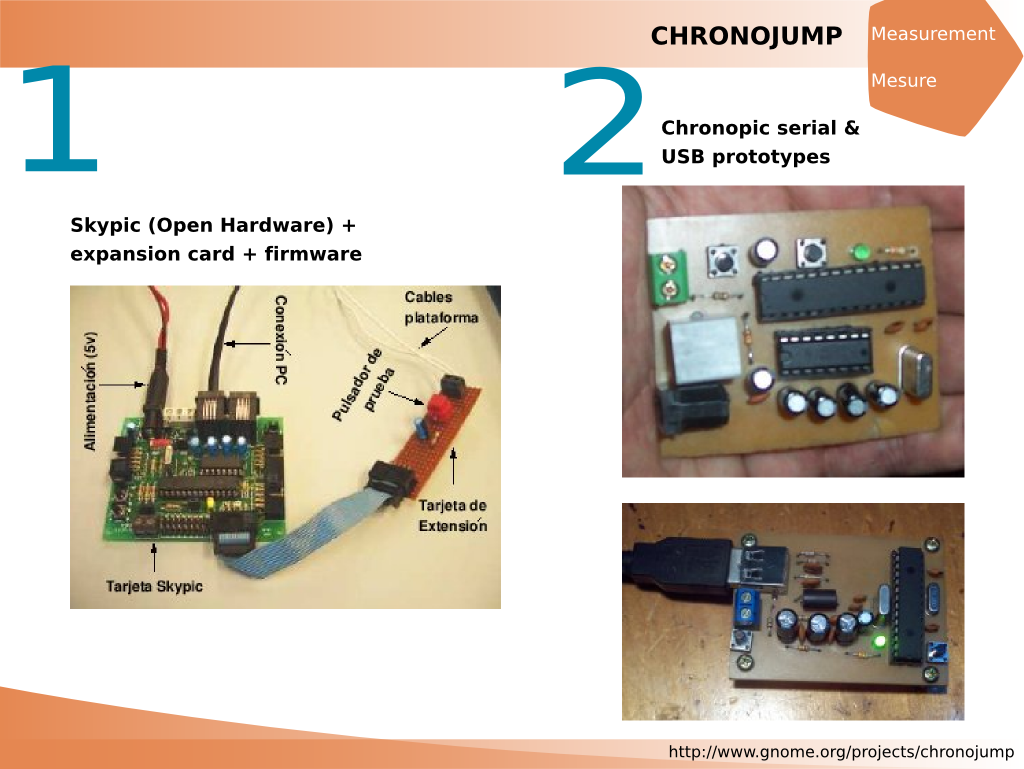 CHRONOJUMP
Measurement
Mesure
1
2
Chronopic serial &
USB prototypes
Skypic (Open Hardware) +
expansion card + firmware
Alimentación (5v)
Conexión PC
Cables
plataforma
Pulsador de
prueba
Tarjeta de
Extensión
Tarjeta Skypic
http://www.gnome.org/projects/chronojump